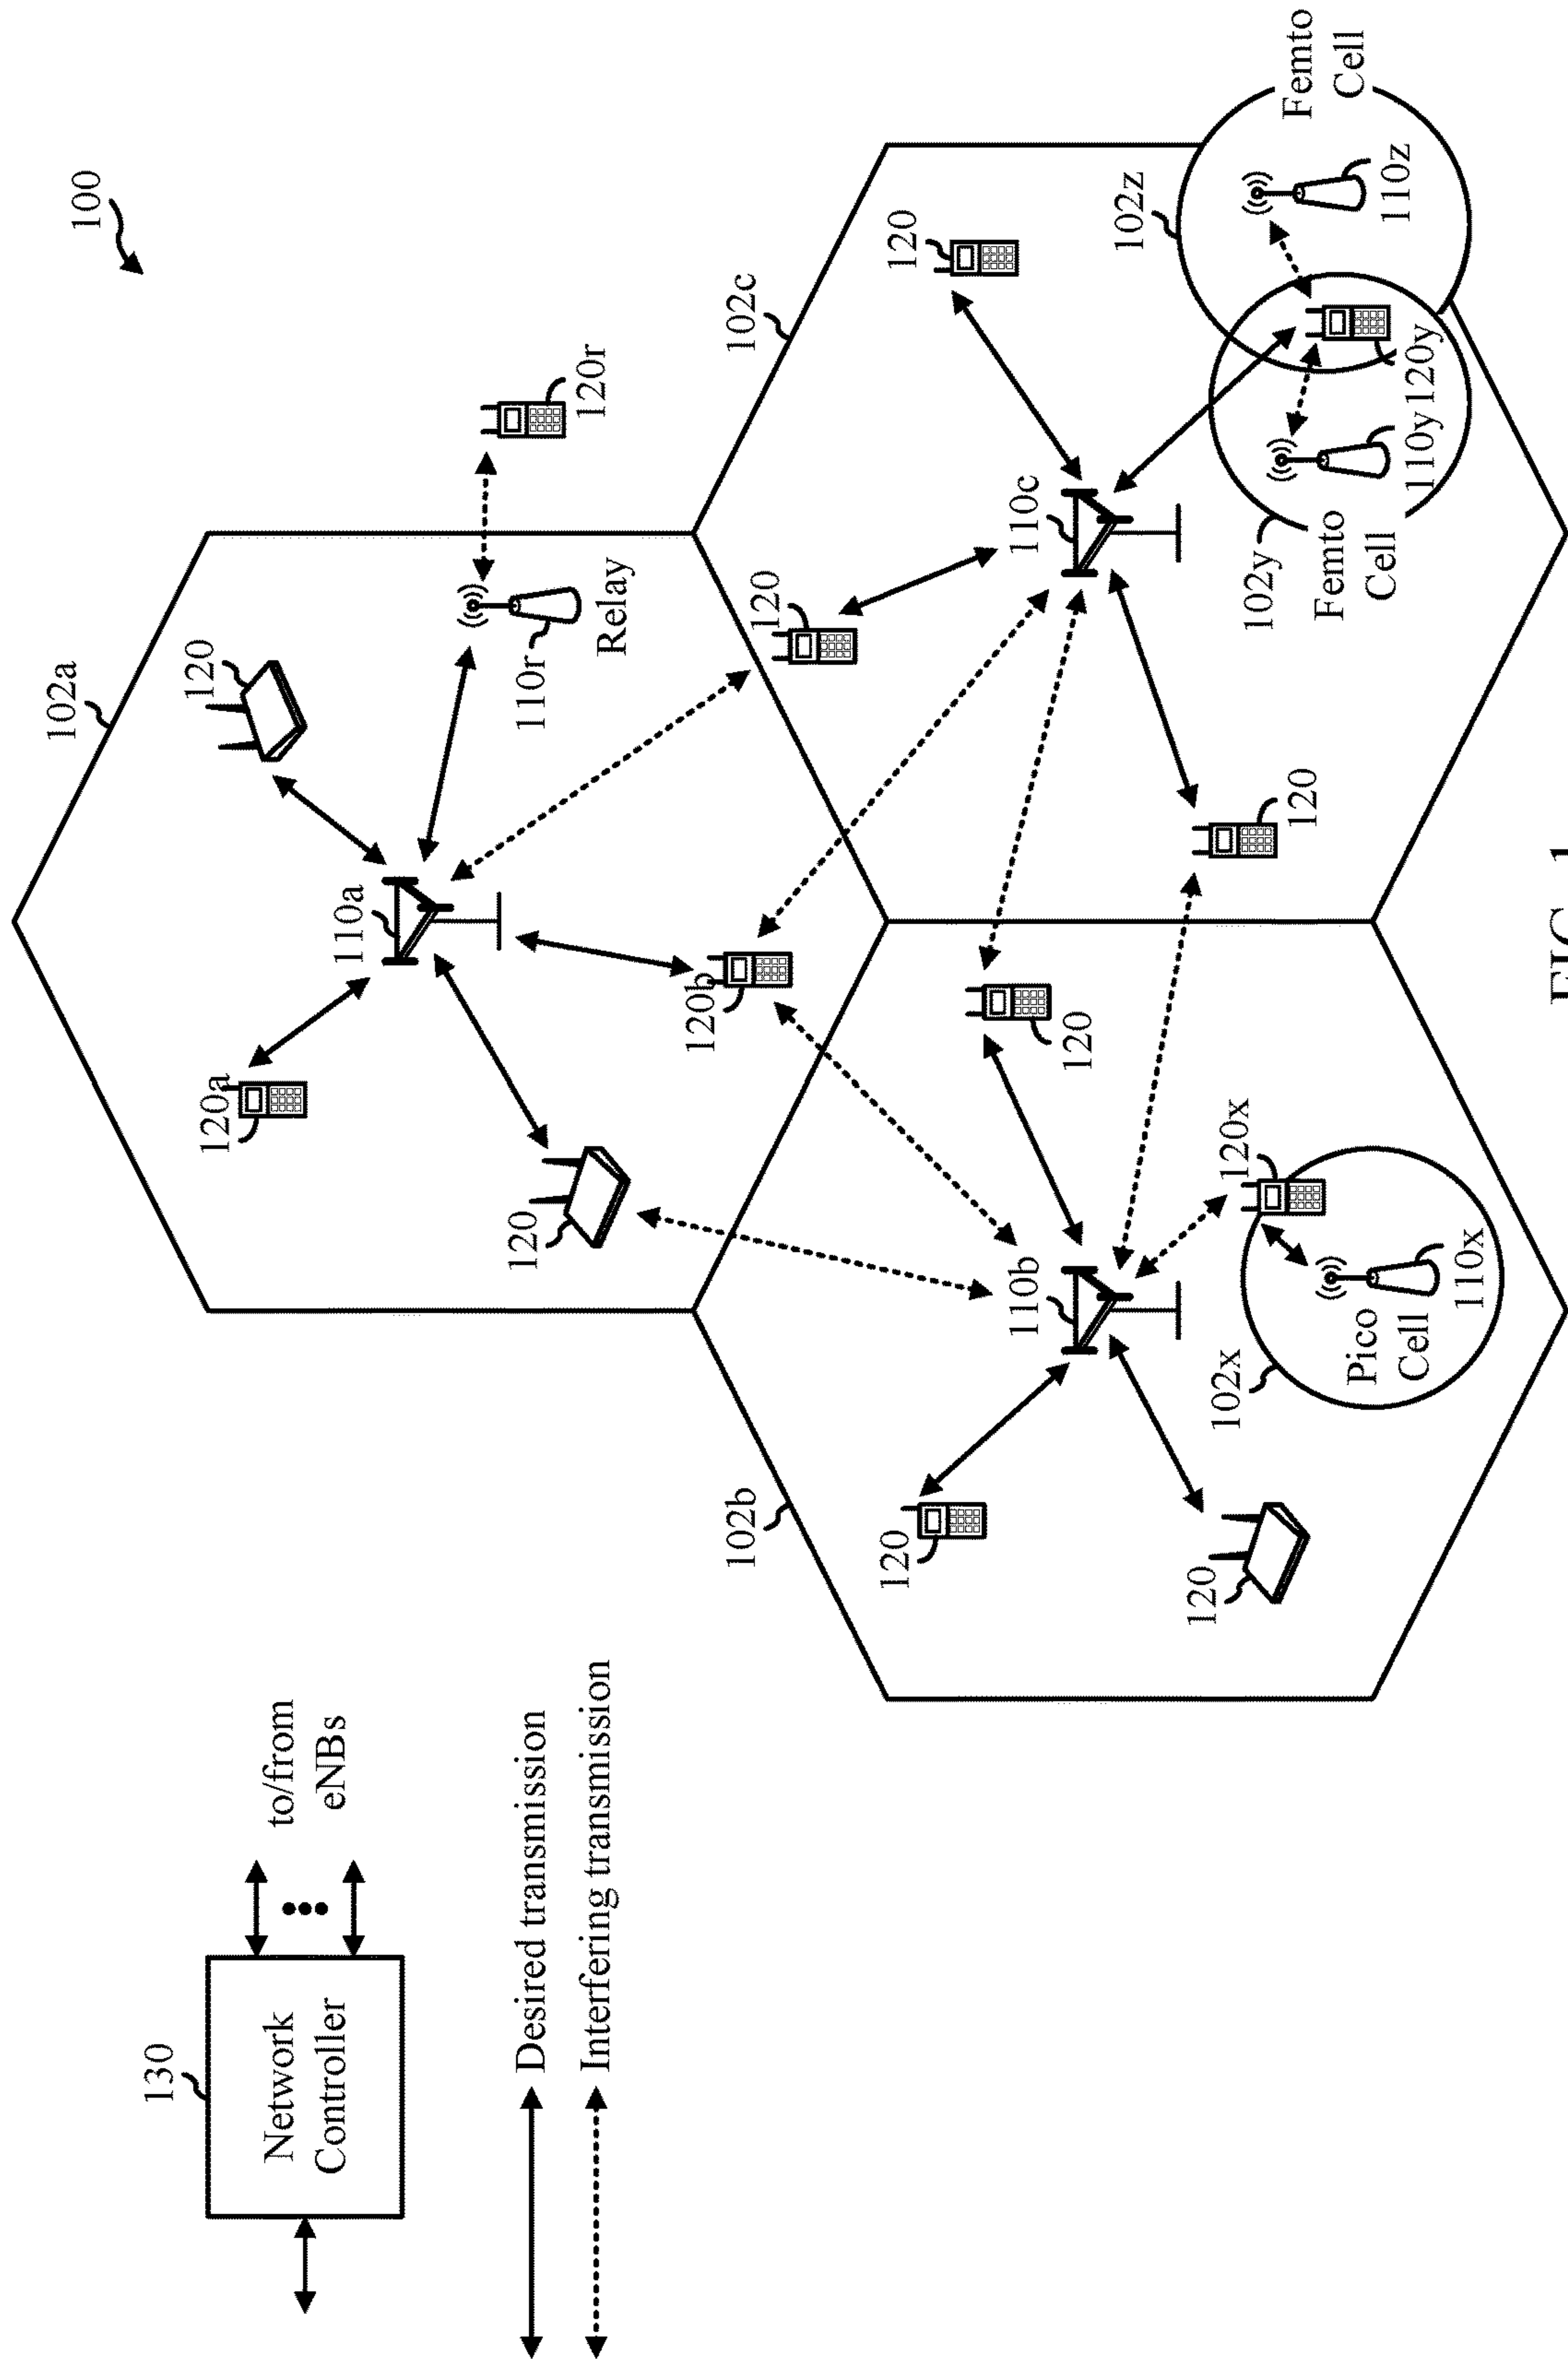 100
130
Network
Controller
to/from
eNBs
Desired transmission
Interfering transmission
102a
120a
110a
120
120
120b
110r
Relay
120r
102b
120
110b
120
120
102x
Pico
Cell
110x
120x
102c
120
120
110c
120
102y
Femto
Cell
110y
120y
102z
110z
Femto
Cell
FIG. 1